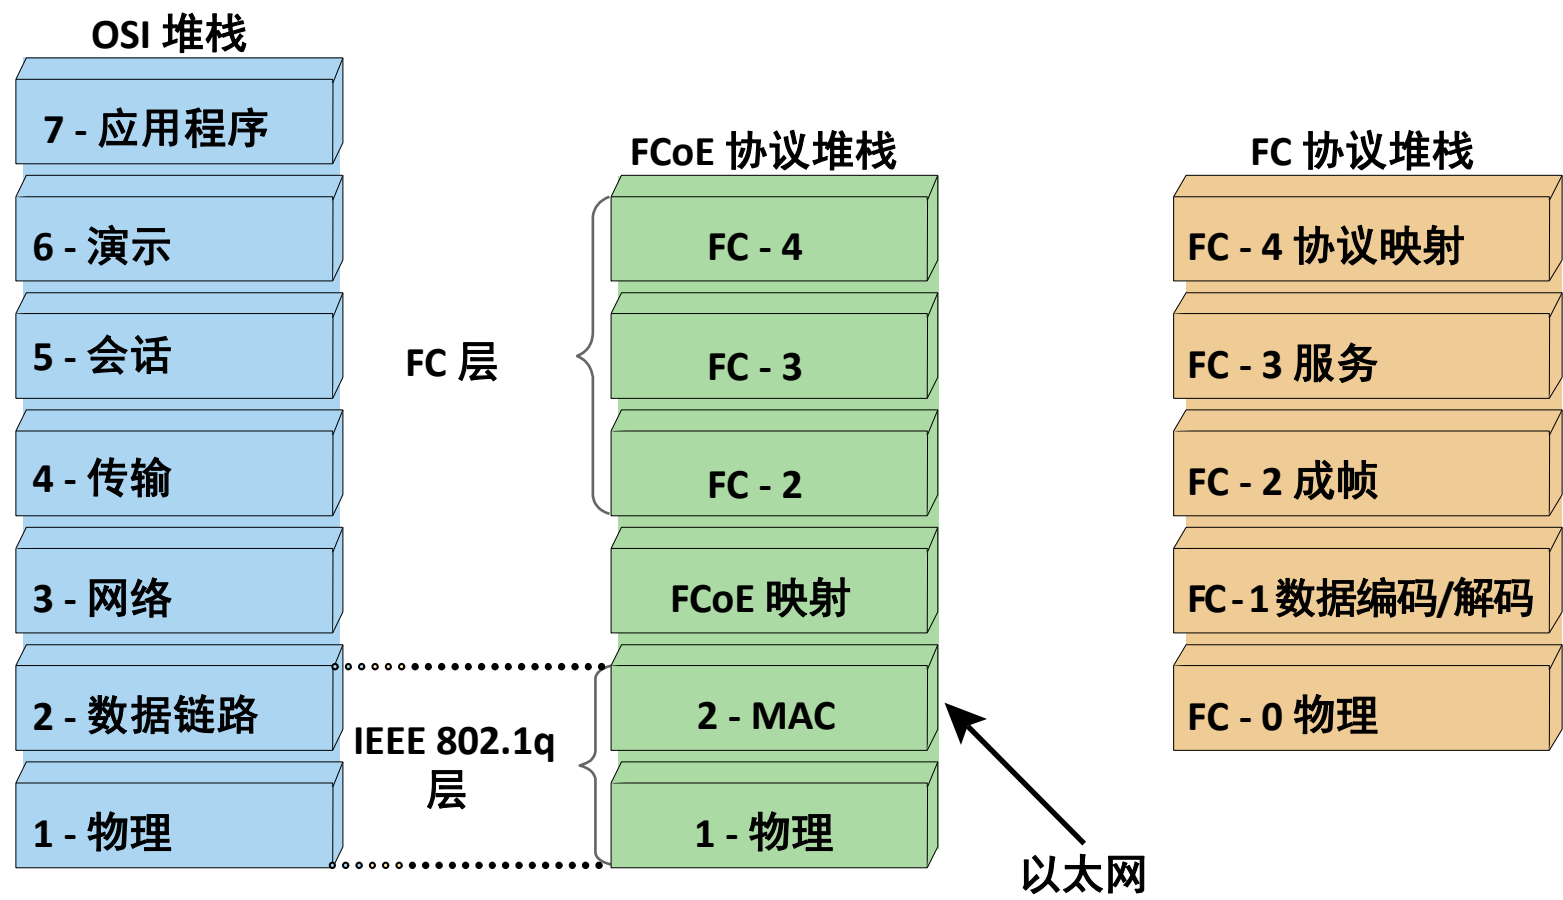 OSI 堆栈
7 - 应用程序
6 - 演示
5 - 会话
4 - 传输
3 - 网络
2 - 数据链路
1 - 物理
FC 层
IEEE 802.1q
层
FCoE 协议堆栈
FC - 4
FC - 3
FC - 2
FCoE 映射
2 - MAC
1 - 物理
以太网
FC 协议堆栈
FC - 4 协议映射
FC - 3 服务
FC - 2 成帧
FC - 1 数据编码/解码
FC - 0 物理